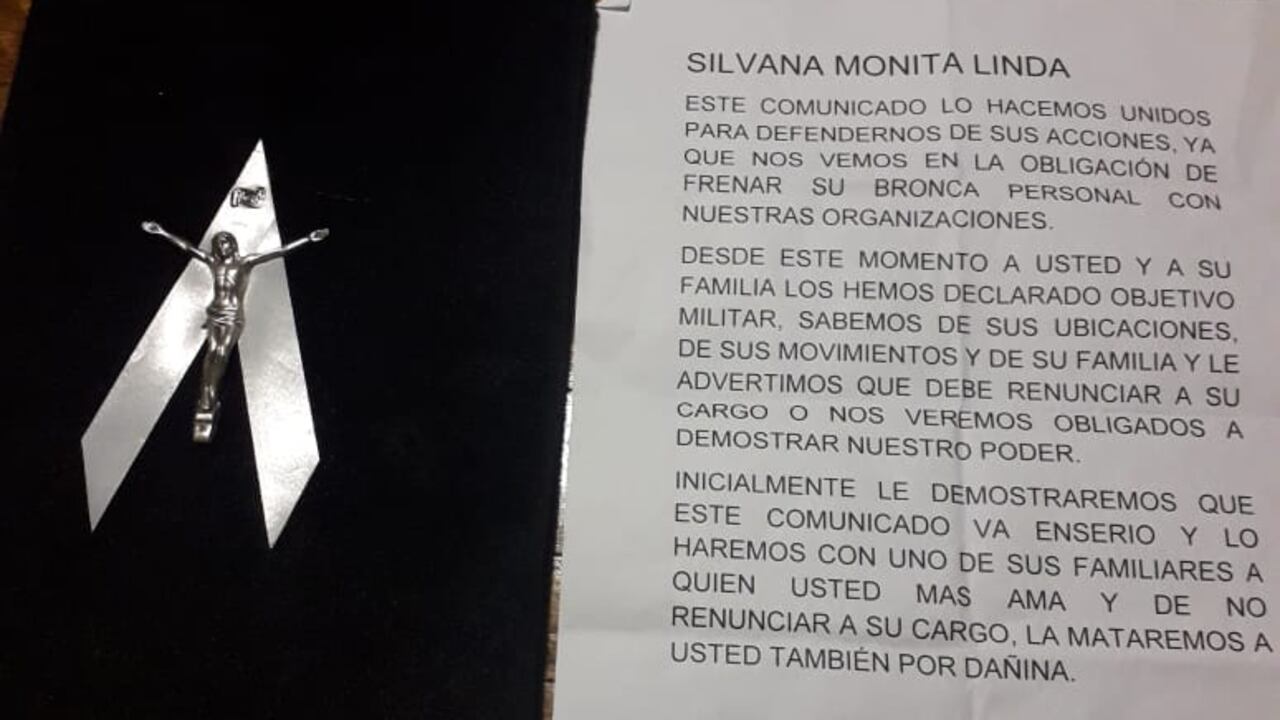 SILVANA MONITA LINDA
ESTE COMUNICADO LO HACEMOS UNIDOS
PARA DEFENDERNOS DE SUS ACCIONES, YA
QUE NOS VEMOS EN LA OBLIGACIÓN DE
FRENAR SU BRONCA PERSONAL CON
NUESTRAS ORGANIZACIONES.
DESDE ESTE MOMENTO A USTED Y A SU
FAMILIA LOS HEMOS DECLARADO OBJETIVO
MILITAR, SABEMOS DE SUS UBICACIONES,
DE SUS MOVIMIENTOS Y DE SU FAMILIA Y LE
ADVERTIMOS QUE DEBE RENUNCIAR A SU
CARGO O NOS VEREMOS OBLIGADOS A
DEMOSTRAR NUESTRO PODER.
INICIALMENTE LE DEMOSTRAREMOS QUE
ESTE COMUNICADO VA ENSERIO Y LO
HAREMOS CON UNO DE SUS FAMILIARES A
QUIEN USTED MAS AMA Y DE NO
RENUNCIAR A SU CARGO, LA MATAREMOS A
USTED TAMBIÉN POR DAÑINA.